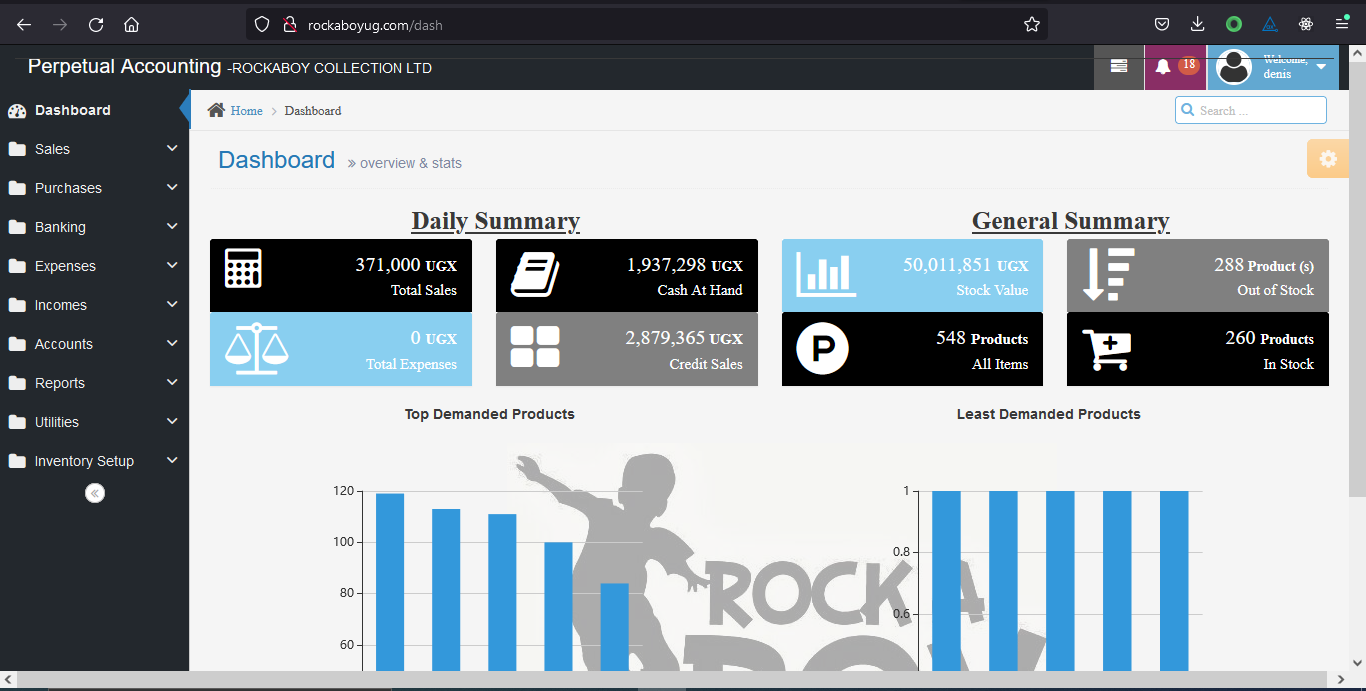 rockaboyug.com/dash
Perpetual Accounting -ROCKABOY COLLECTION LTD
18
Welcome,
denis
Dashboard
Sales
Purchases
Banking
Expenses
Incomes
Accounts
Reports
Utilities
Inventory Setup
Home > Dashboard
Search ...
Dashboard » overview & stats
Daily Summary
371,000 UGX
Total Sales
1,937,298 UGX
Cash At Hand
0 UGX
Total Expenses
2,879,365 UGX
Credit Sales
General Summary
50,011,851 UGX
Stock Value
288 Product (s)
Out of Stock
P
548 Products
All Items
260 Products
In Stock
Top Demanded Products
120
100
80
60
Least Demanded Products
1
0.8
0.6
ROCKA